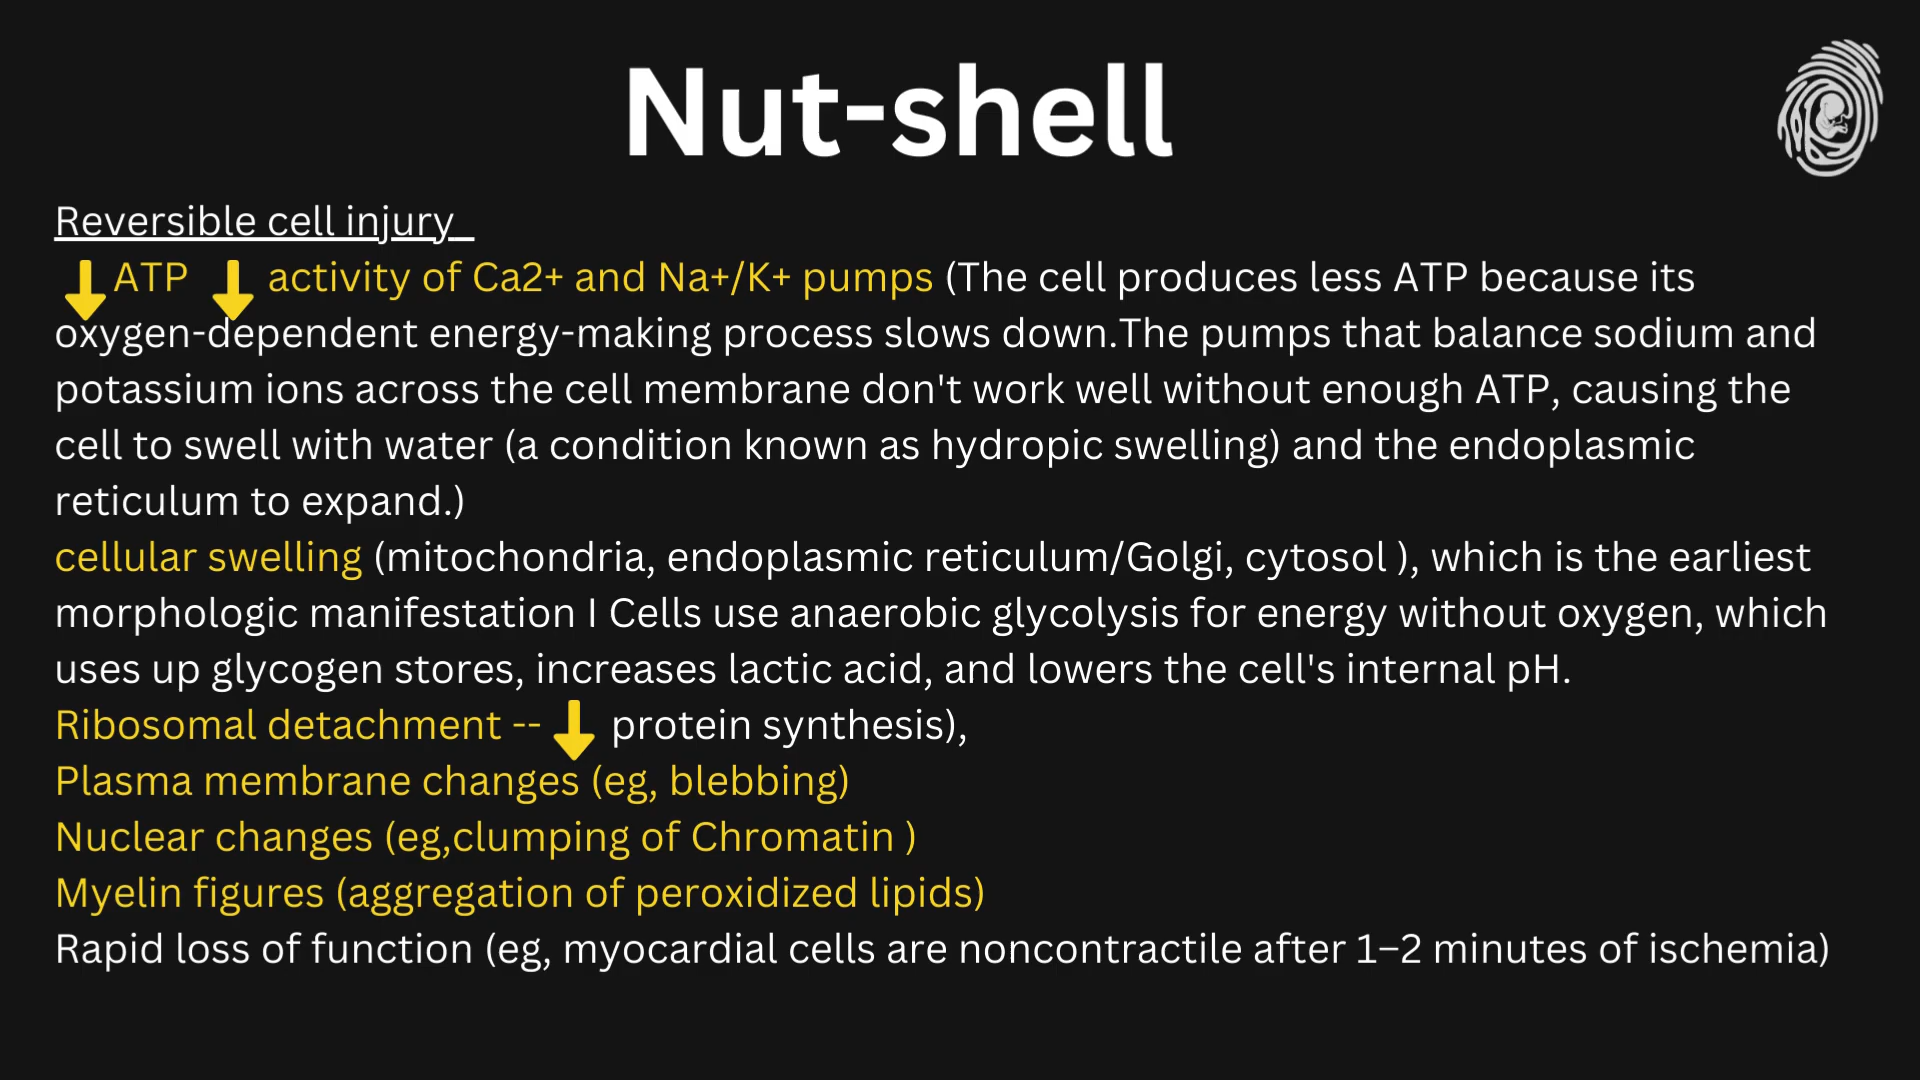 Nut-shell
Reversible cell injury_
ATP activity of Ca2+ and Na+/K+ pumps (The cell produces less ATP because its
oxygen-dependent energy-making process slows down.The pumps that balance sodium and
potassium ions across the cell membrane don't work well without enough ATP, causing the
cell to swell with water (a condition known as hydropic swelling) and the endoplasmic
reticulum to expand.)
cellular swelling (mitochondria, endoplasmic reticulum/Golgi, cytosol ), which is the earliest
morphologic manifestation I Cells use anaerobic glycolysis for energy without oxygen, which
uses up glycogen stores, increases lactic acid, and lowers the cell's internal pH.
Ribosomal detachment -- protein synthesis),
Plasma membrane changes (eg, blebbing)
Nuclear changes (eg,clumping of Chromatin )
Myelin figures (aggregation of peroxidized lipids)
Rapid loss of function (eg, myocardial cells are noncontractile after 1–2 minutes of ischemia)